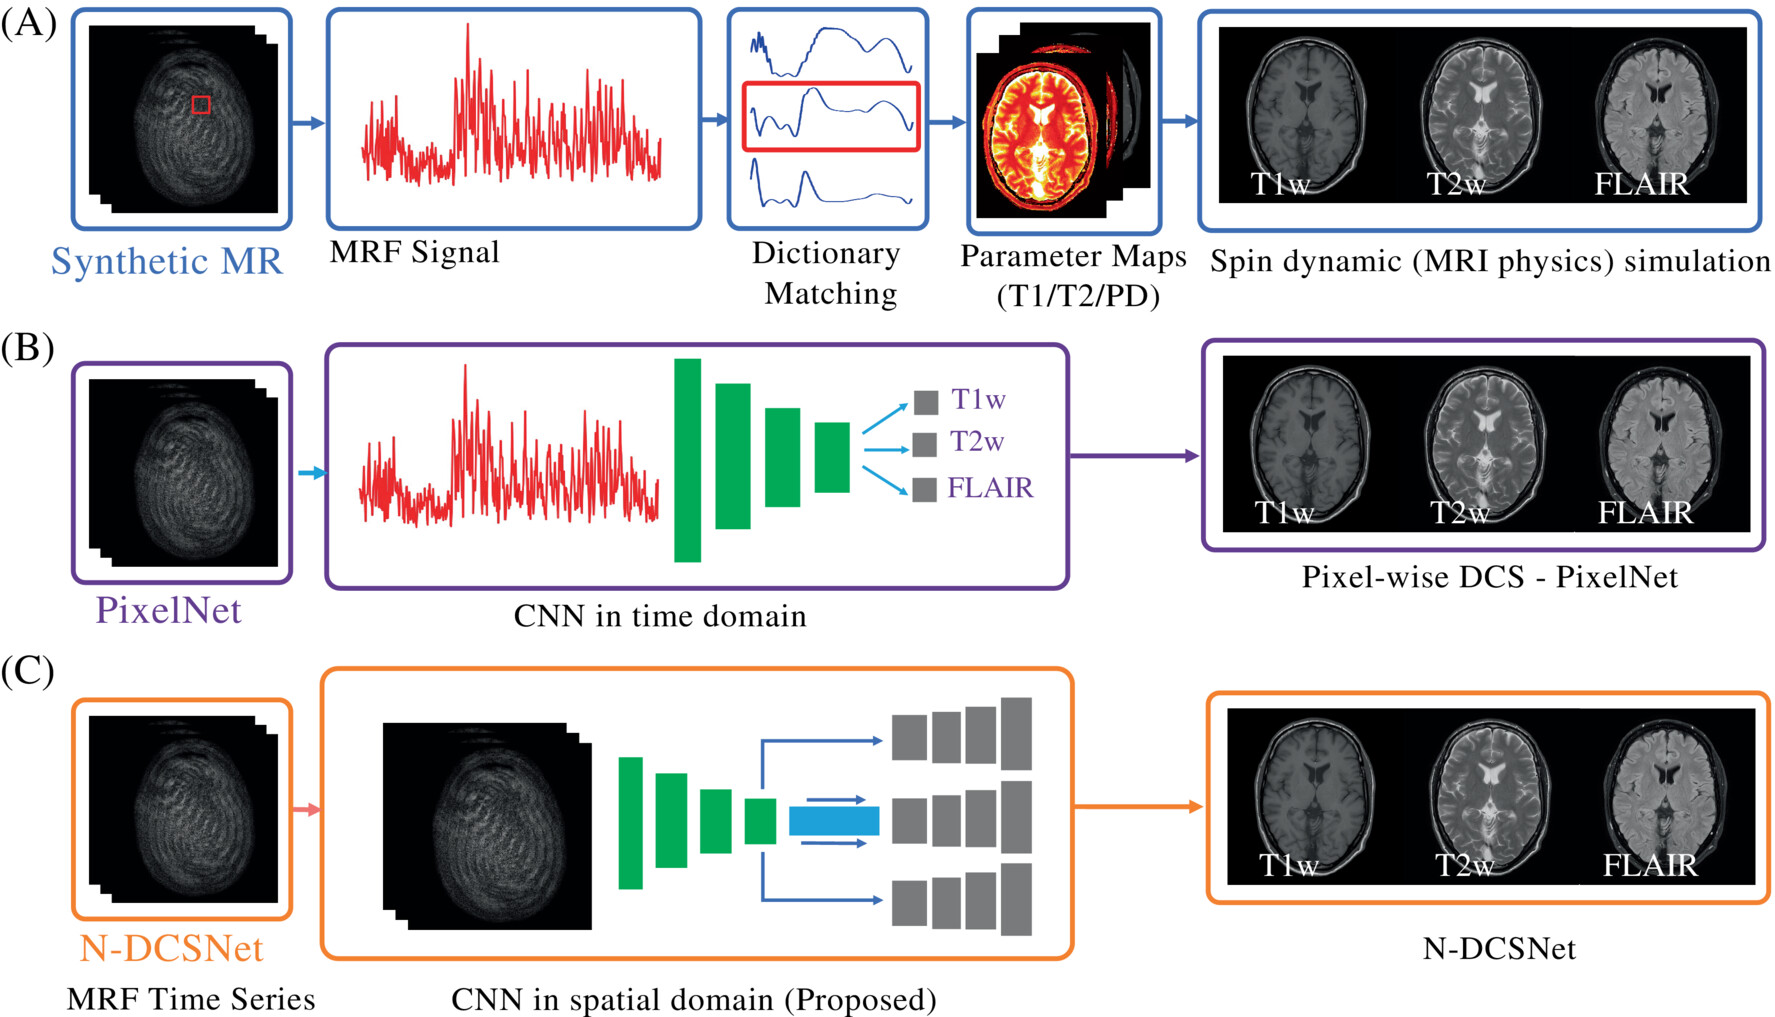 (A)
T1w
T2w
FLAIR
Synthetic MR
MRF Signal
Dictionary
Matching
Parameter Maps
(T1/T2/PD)
Spin dynamic (MRI physics) simulation
(B)
T1w
T2w
FLAIR
T1w
T2w
FLAIR
PixelNet
CNN in time domain
Pixel-wise DCS - PixelNet
(C)
T1w
T2w
FLAIR
N-DCSNet
N-DCSNet
MRF Time Series
CNN in spatial domain (Proposed)